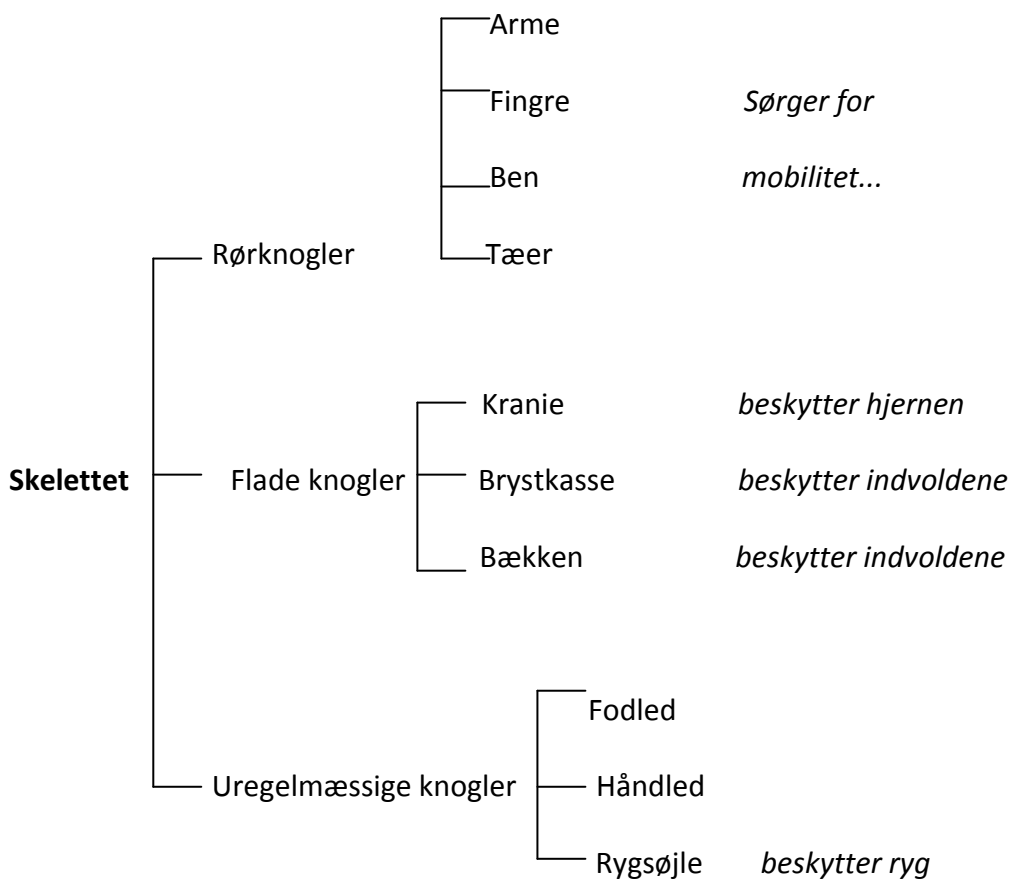 Arme
Fingre Sørger for
Ben mobilitet...
Rørknogler Tæer
Kranie beskytter hjernen
Skelettet Flade knogler Brystkasse beskytter indvoldene
Bækken beskytter indvoldene
Fodled
Uregelmæssige knogler Håndled
Rygsøjle beskytter ryg